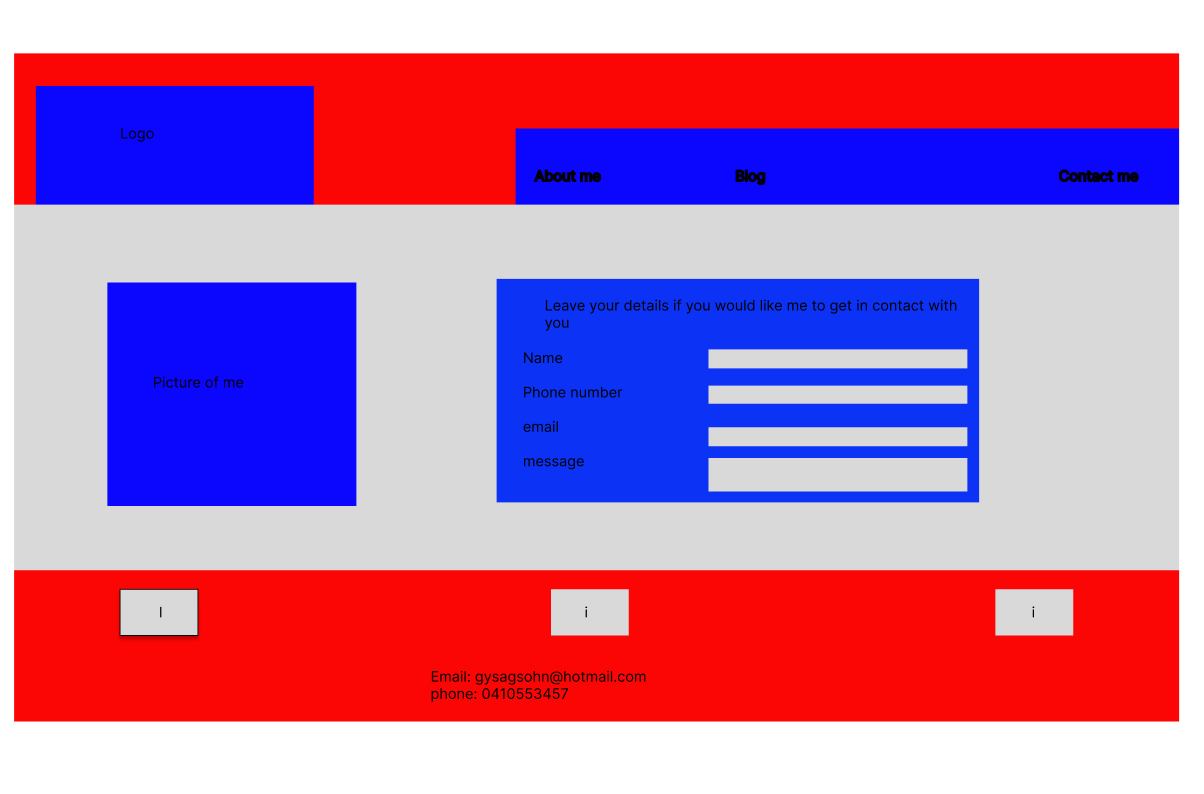 Logo
About me
Blog
Contact me
Picture of me
Leave your details if you would like me to get in contact with
you
Name
Phone number
email
message
I
i
i
Email: gysagsohn@hotmail.com
phone: 0410553457